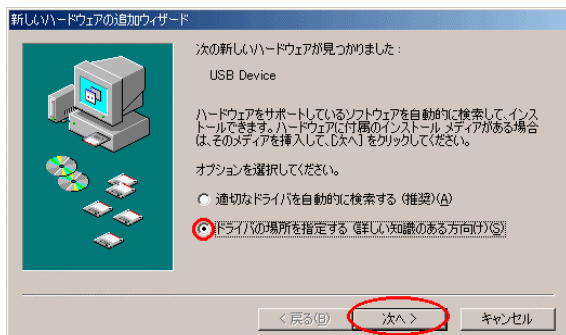 新しいハードウェアの追加ウィザード
次の新しいハードウェアが見つかりました :
USB Device
ハードウェアをサポートしているソフトウェアを自動的に検索して、インス
トールできます。ハードウェアに付属のインストール メディアがある場合
は、そのメディアを挿入して、[次へ] をクリックしてください。
オプションを選択してください。
適切なドライバを自動的に検索する (推奨)(A)
ドライバの場所を指定する (詳しい知識のある方向け)(S)
< 戻る(B)
次へ >
キャンセル